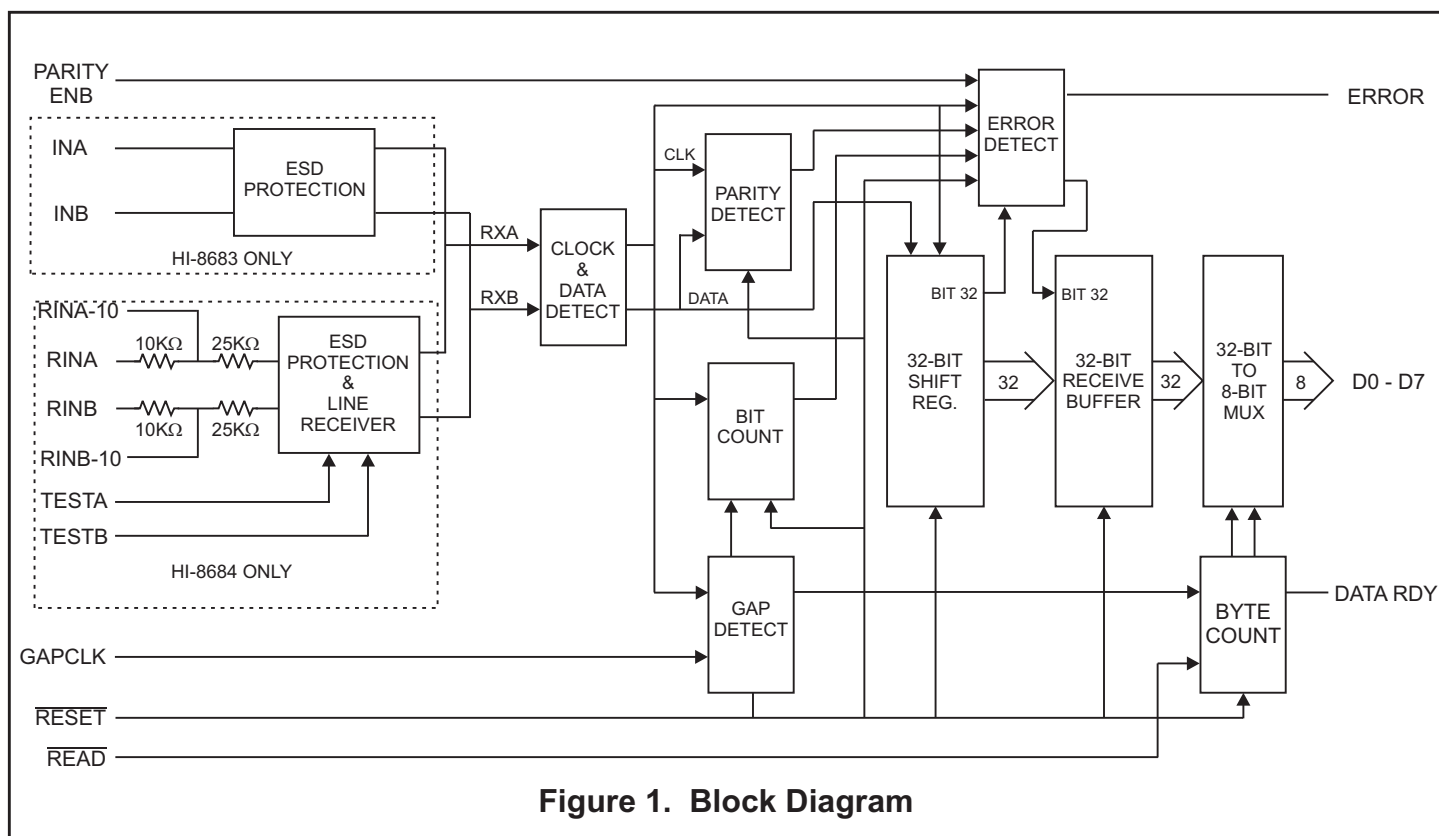 PARITY
ENB
INA
INB
ESD
PROTECTION
HI-8683 ONLY
RINA-10
RINA
10KΩ
25KΩ
RINB
10KΩ
25KΩ
RINB-10
ESD
PROTECTION
&
LINE
RECEIVER
TESTA
TESTB
HI-8684 ONLY
GAPCLK
RESET
READ
RXA
RXB
CLOCK
&
DATA
DETECT
CLK
DATA
PARITY
DETECT
BIT
COUNT
GAP
DETECT
ERROR
DETECT
ERROR
BIT 32
32-BIT
SHIFT
REG.
32
BIT 32
32-BIT
RECEIVE
BUFFER
32
32-BIT
TO
8-BIT
MUX
8
D0 - D7
BYTE
COUNT
DATA RDY
Figure 1. Block Diagram